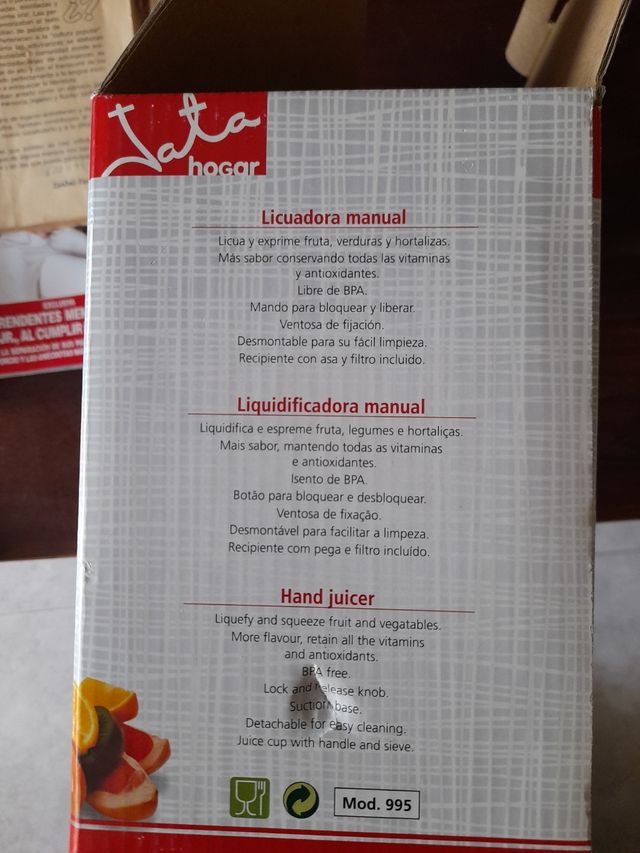 Jata
hogar
Licuadora manual
Licua y exprime fruta, verduras y hortalizas.
Más sabor conservando todas las vitaminas
y antioxidantes.
Libre de BPA.
Mando para bloquear y liberar.
Ventosa de fijación.
Desmontable para su fácil limpieza.
Recipiente con asa y filtro incluido.
Liquidificadora manual
Liquidifica e espreme fruta, legumes e hortaliças.
Mais sabor, mantendo todas as vitaminas
e antioxidantes.
Isento de BPA.
Botão para bloquear e desbloquear.
Ventosa de fixação.
Desmontável para facilitar a limpeza.
Recipiente com pega e filtro incluído.
Hand juicer
Liquefy and squeeze fruit and vegatables.
More flavour, retain all the vitamins
and antioxidants.
BPA free.
Lock and release knob.
Suction base.
Detachable for easy cleaning.
Juice cup with handle and sieve.
Mod. 995
EXCLUSIVA
JR., AL CUMPLIR